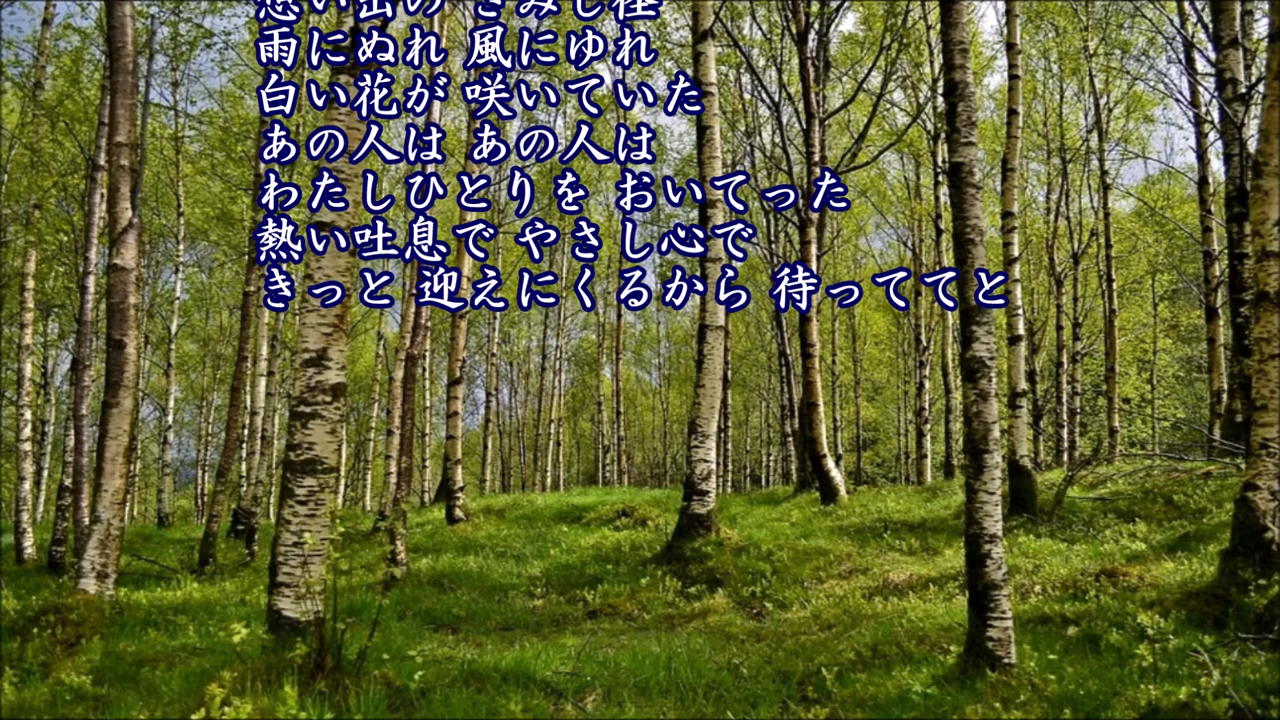 雨にぬれ 風にゆれ
白い花が 咲いていた
あの人は あの人は
わたしひとりを おいてった
熱い吐息で やさし心で
きっと 迎えにくるから 待っててと